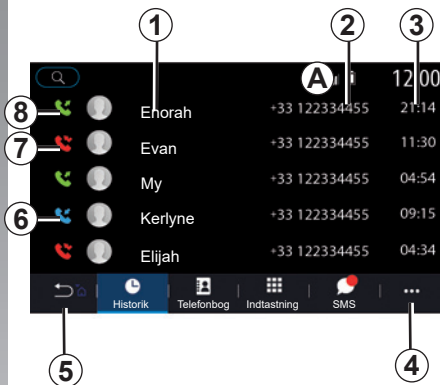 1 2 3
A 12:00
8 Enorah +33 122334455 21:14
7 Evan +33 122334455 11:30
My +33 122334455 04:54
6 Kerlyne +33 122334455 09:15
Elijah +33 122334455 04:34
Historik Telefonbog Indtastning SMS
5 4